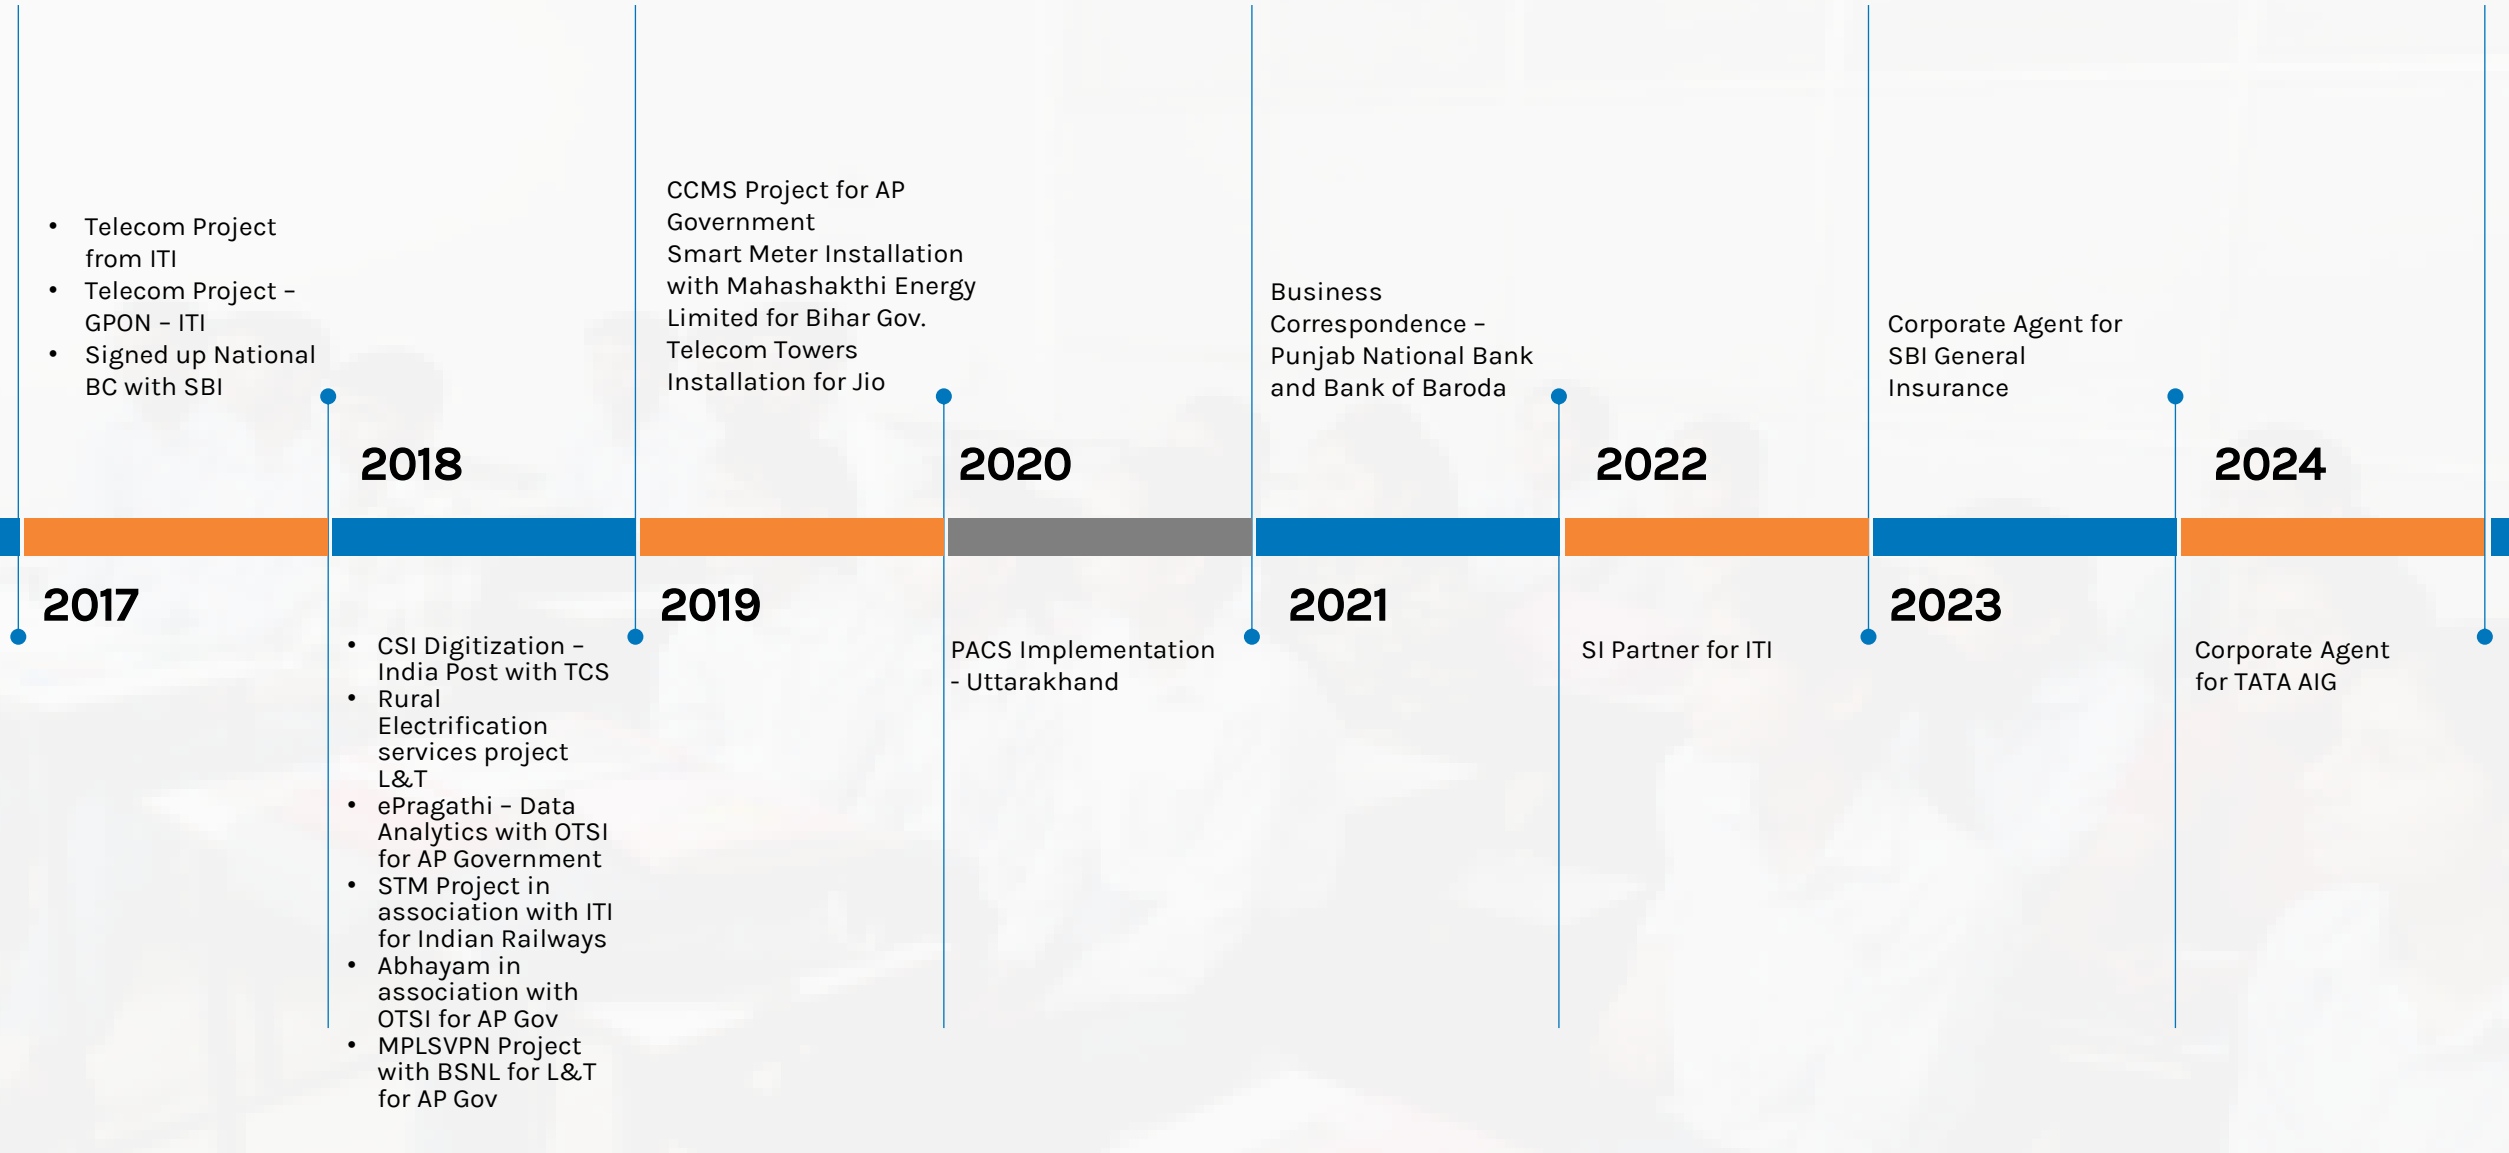 • Telecom Project
from ITI
• Telecom Project –
GPON – ITI
• Signed up National
BC with SBI
2017
2018
• CSI Digitization –
India Post with TCS
• Rural
Electrification
services project
L&T
• ePragathi – Data
Analytics with OTSI
for AP Government
• STM Project in
association with ITI
for Indian Railways
• Abhayam in
association with
OTSI for AP Gov
• MPLSVPN Project
with BSNL for L&T
for AP Gov
CCMS Project for AP
Government
Smart Meter Installation
with Mahashakthi Energy
Limited for Bihar Gov.
Telecom Towers
Installation for Jio
2019
2020
PACS Implementation
- Uttarakhand
Business
Correspondence –
Punjab National Bank
and Bank of Baroda
2021
2022
SI Partner for ITI
Corporate Agent for
SBI General
Insurance
2023
2024
Corporate Agent
for TATA AIG